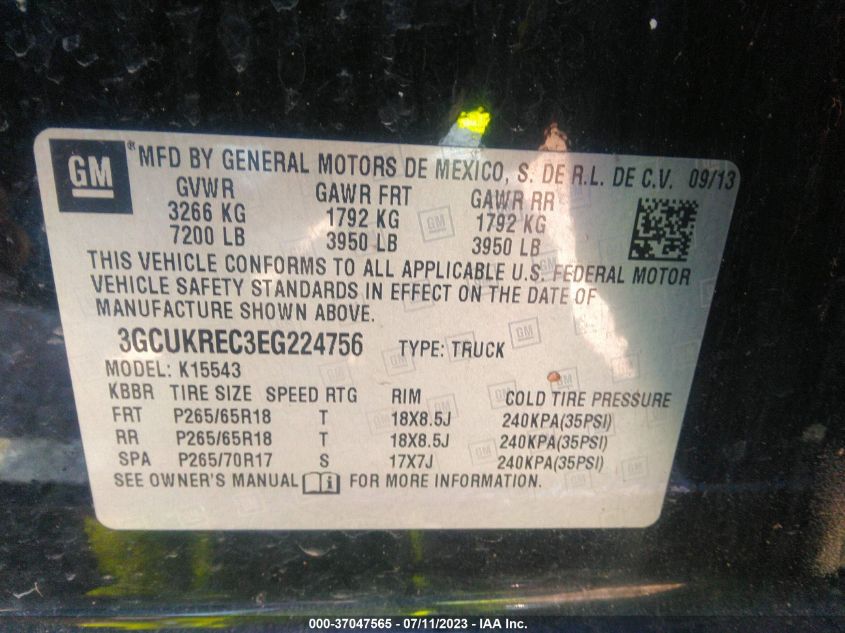 GM ® MFD BY GENERAL MOTORS DE MEXICO, S. DE R.L. DE C.V. 09/13
GVWR GAWR FRT GAWR RR
3266 KG 1792 KG 1792 KG
7200 LB 3950 LB 3950 LB
THIS VEHICLE CONFORMS TO ALL APPLICABLE U.S. FEDERAL MOTOR
VEHICLE SAFETY STANDARDS IN EFFECT ON THE DATE OF
MANUFACTURE SHOWN ABOVE.
3GCUKREC3EG224756 TYPE: TRUCK
MODEL: K15543
KBBR TIRE SIZE SPEED RTG RIM COLD TIRE PRESSURE
FRT P265/65R18 T 18X8.5J 240KPA(35PSI)
RR P265/65R18 T 18X8.5J 240KPA(35PSI)
SPA P265/70R17 S 17X7J 240KPA(35PSI)
SEE OWNER'S MANUAL FOR MORE INFORMATION.
000-37047565 - 07/11/2023 - IAA Inc.